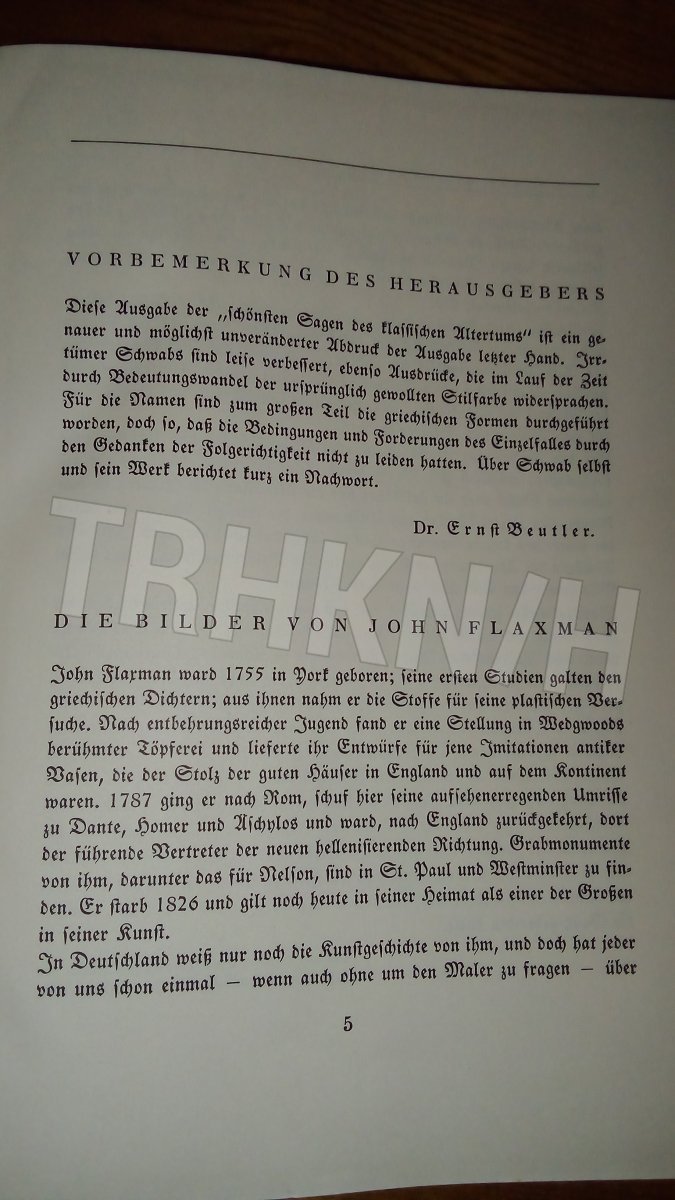 VORBEMERKUNG DES HERAUSGEBERS
Diese Ausgabe der „schönsten Sagen des klassischen Altertums“ ist ein ge-
nauer und möglichst unveränderter Abdruck der Ausgabe letzter Hand. Irr-
tümer Schwabs sind leise verbessert, ebenso Ausdrücke, die im Lauf der Zeit
durch Bedeutungswandel der ursprünglich gewollten Stilfarbe widersprachen.
Für die Namen sind zum großen Teil die griechischen Formen durchgeführt
worden, doch so, daß die Bedingungen und Forderungen des Einzelfalles durch
den Gedanken der Folgerichtigkeit nicht zu leiden hatten. Über Schwab selbst
und sein Werk berichtet kurz ein Nachwort.
Dr. Ernst Beutler.
TRHKN/H
DIE BILDER VON JOHN FLAXMAN
John Flaxman ward 1755 in York geboren; seine ersten Studien galten den
griechischen Dichtern; aus ihnen nahm er die Stoffe für seine plastischen Ver-
suche. Nach entbehrungsreicher Jugend fand er eine Stellung in Wedgwoods
berühmter Töpferei und lieferte ihr Entwürfe für jene Imitationen antiker
Vasen, die der Stolz der guten Häuser in England und auf dem Kontinent
waren. 1787 ging er nach Rom, schuf hier seine aufsehenerregenden Umrisse
zu Dante, Homer und Äschylos und ward, nach England zurückgekehrt, dort
der führende Vertreter der neuen hellenisierenden Richtung. Grabmonumente
von ihm, darunter das für Nelson, sind in St. Paul und Westminster zu fin-
den. Er starb 1826 und gilt noch heute in seiner Heimat als einer der Großen
in seiner Kunst.
In Deutschland weiß nur noch die Kunstgeschichte von ihm, und doch hat jeder
von uns schon einmal — wenn auch ohne um den Maler zu fragen — über
5